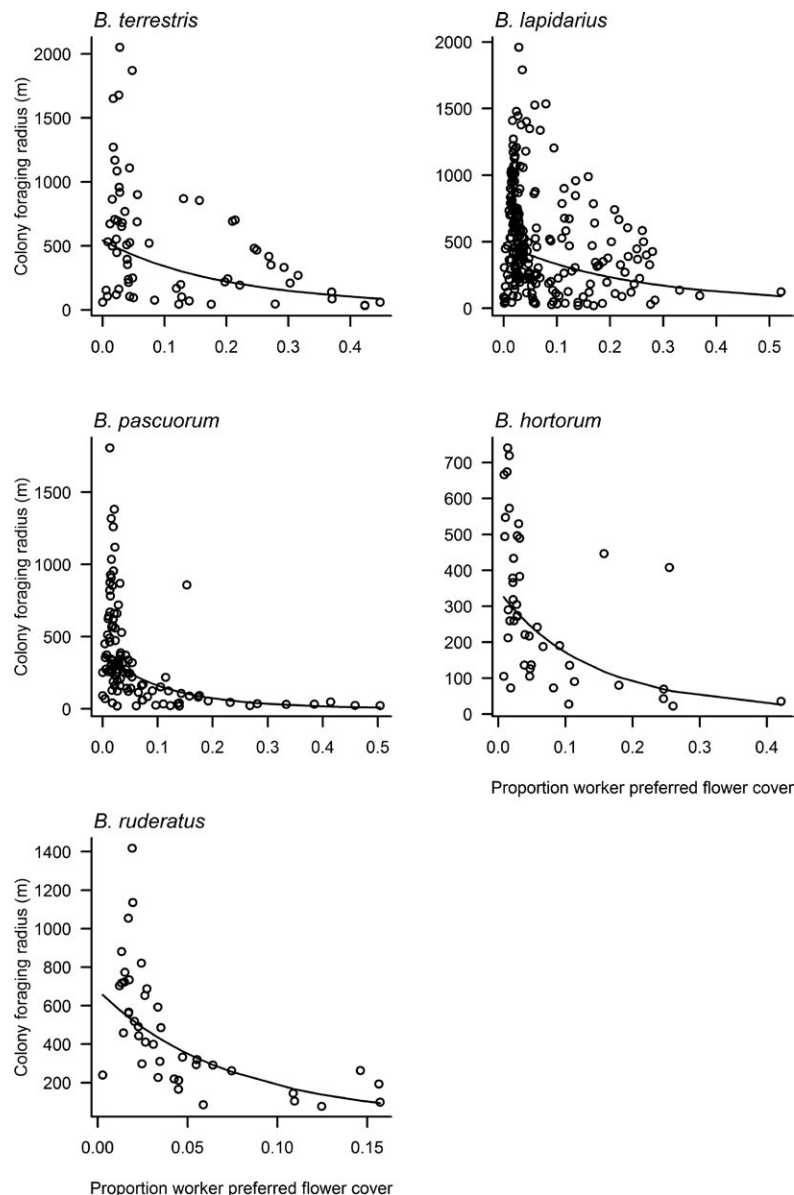 B. terrestris
B. lapidarius
Colony foraging radius (m)
2000
1500
1000
500
0
0.0 0.1 0.2 0.3 0.4
2000
1500
1000
500
0
0.0 0.1 0.2 0.3 0.4 0.5
B. pascuorum
B. hortorum
Colony foraging radius (m)
1500
1000
500
0
0.0 0.1 0.2 0.3 0.4 0.5
700
600
500
400
300
200
100
0
0.0 0.1 0.2 0.3 0.4
Proportion worker preferred flower cover
B. ruderatus
Colony foraging radius (m)
1400
1200
1000
800
600
400
200
0.00 0.05 0.10 0.15
Proportion worker preferred flower cover